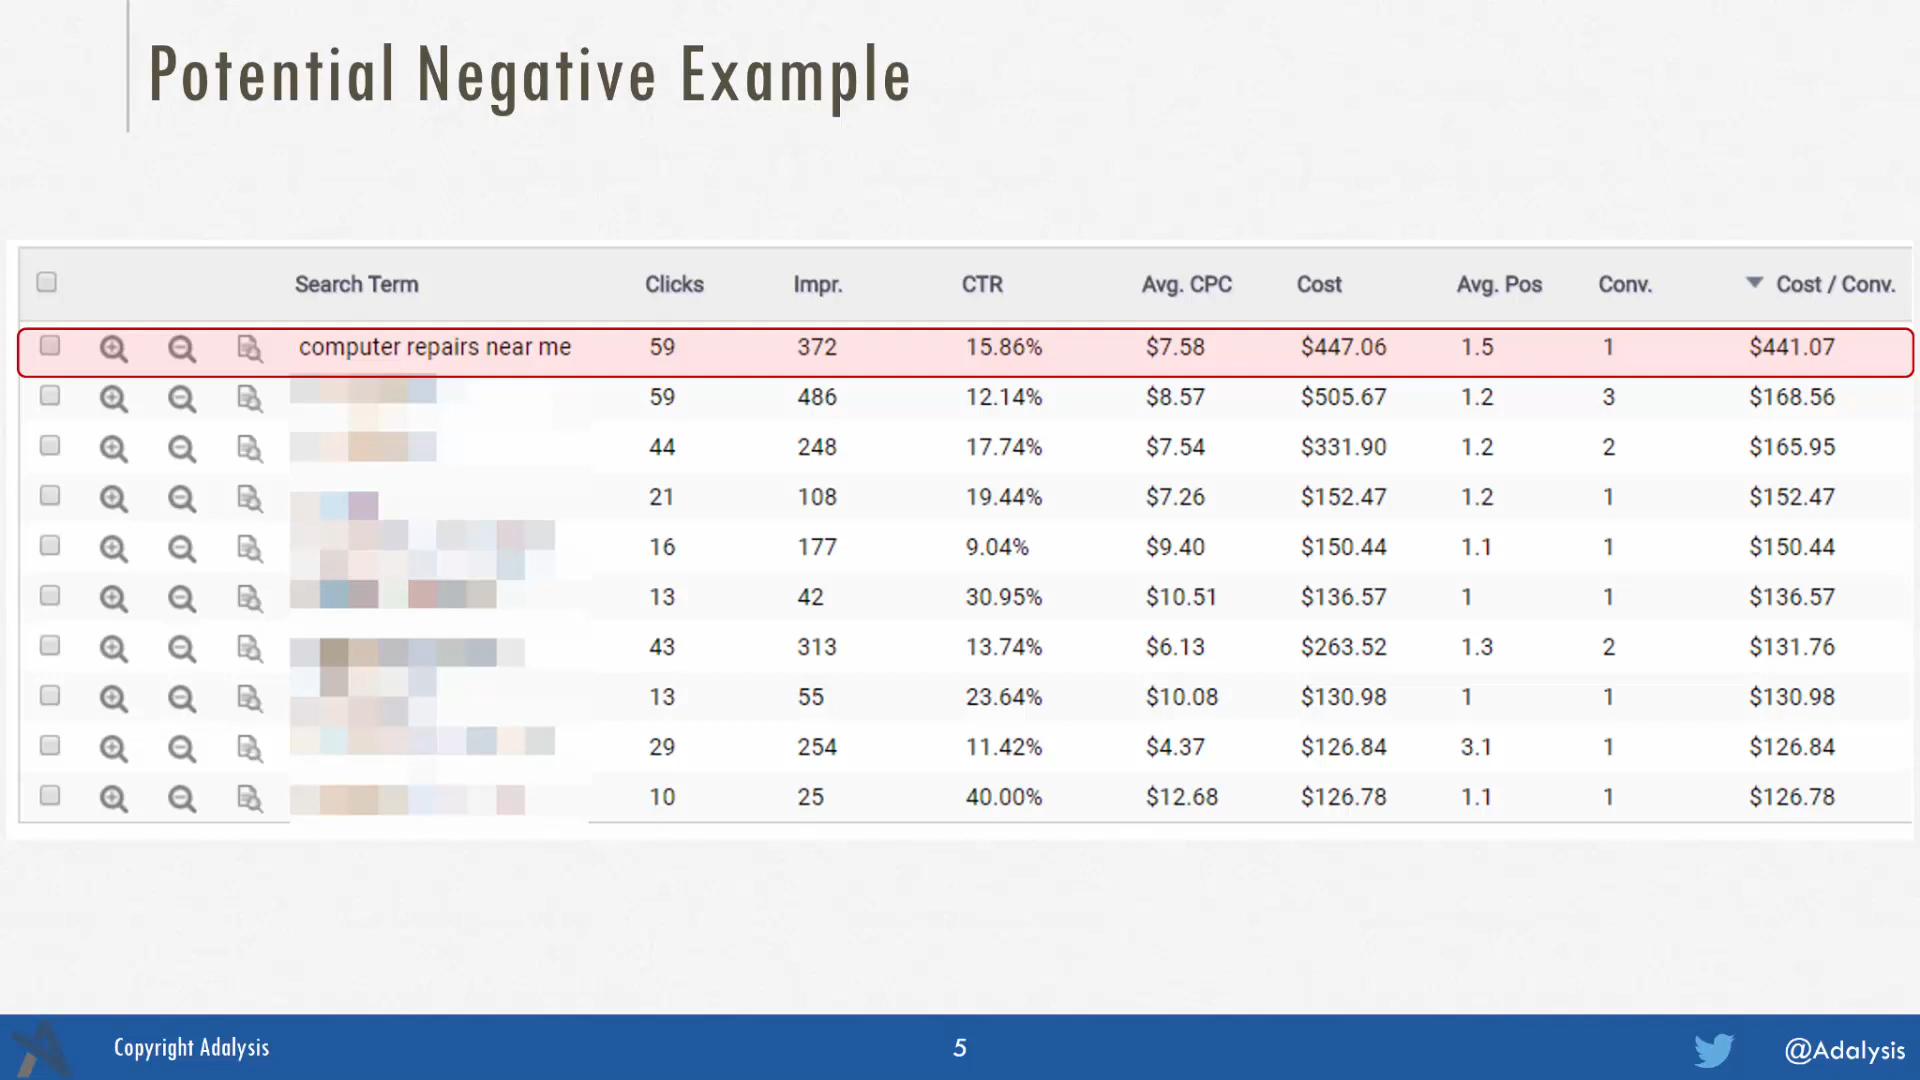 Potential Negative Example
Search Term Clicks Impr. CTR Avg. CPC Cost Avg. Pos Conv. Cost / Conv.
computer repairs near me 59 372 15.86% $7.58 $447.06 1.5 1 $441.07
59 486 12.14% $8.57 $505.67 1.2 3 $168.56
44 248 17.74% $7.54 $331.90 1.2 2 $165.95
21 108 19.44% $7.26 $152.47 1.2 1 $152.47
16 177 9.04% $9.40 $150.44 1.1 1 $150.44
13 42 30.95% $10.51 $136.57 1 1 $136.57
43 313 13.74% $6.13 $263.52 1.3 2 $131.76
13 55 23.64% $10.08 $130.98 1 1 $130.98
29 254 11.42% $4.37 $126.84 3.1 1 $126.84
10 25 40.00% $12.68 $126.78 1.1 1 $126.78
Copyright Adalysis 5 @Adalysis